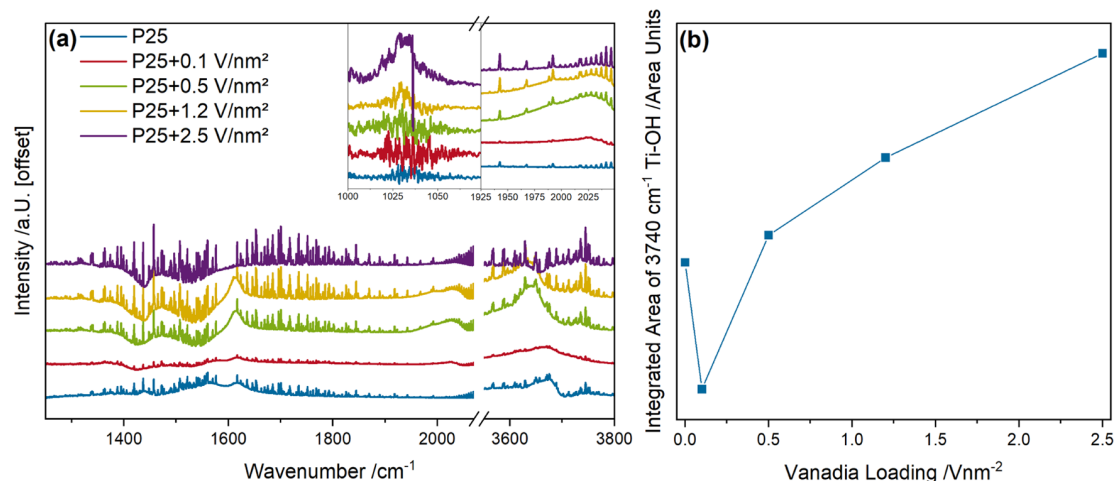 (a)
P25
P25+0.1 V/nm²
P25+0.5 V/nm²
P25+1.2 V/nm²
P25+2.5 V/nm²
1000 1025 1050 1925 1950 1975 2000 2025
Intensity /a.U. [offset]
1400 1600 1800 2000 3600 3800
Wavenumber /cm⁻¹
(b)
Integrated Area of 3740 cm⁻¹ Ti-OH /Area Units
0.0 0.5 1.0 1.5 2.0 2.5
Vanadia Loading /Vnm⁻²